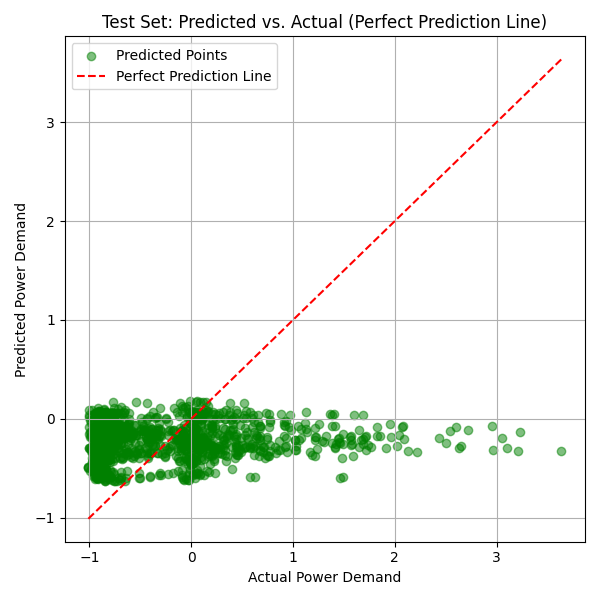 Test Set: Predicted vs. Actual (Perfect Prediction Line)
Predicted Points
Perfect Prediction Line
Predicted Power Demand
3
2
1
0
−1
−1 0 1 2 3
Actual Power Demand